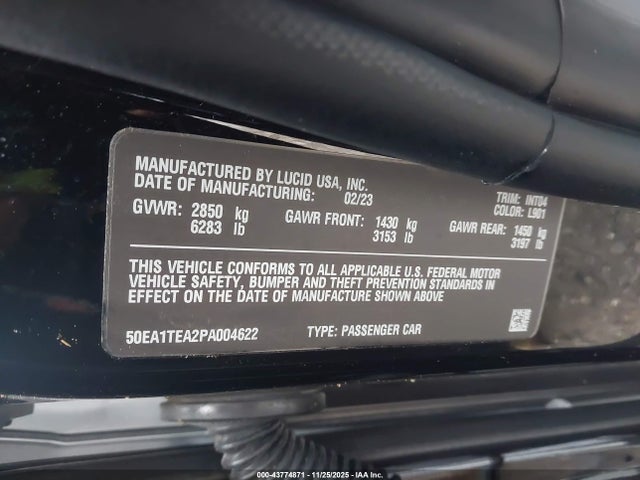 MANUFACTURED BY LUCID USA, INC.
DATE OF MANUFACTURING: 02/23 TRIM: INT04
COLOR: L901
GVWR: 2850 kg GAWR FRONT: 1430 kg GAWR REAR: 1450 kg
6283 lb 3153 lb 3197 lb
THIS VEHICLE CONFORMS TO ALL APPLICABLE U.S. FEDERAL MOTOR
VEHICLE SAFETY, BUMPER AND THEFT PREVENTION STANDARDS IN
EFFECT ON THE DATE OF MANUFACTURE SHOWN ABOVE
50EA1TEA2PA004622 TYPE: PASSENGER CAR
000-43774871 - 11/25/2025 - IAA Inc.